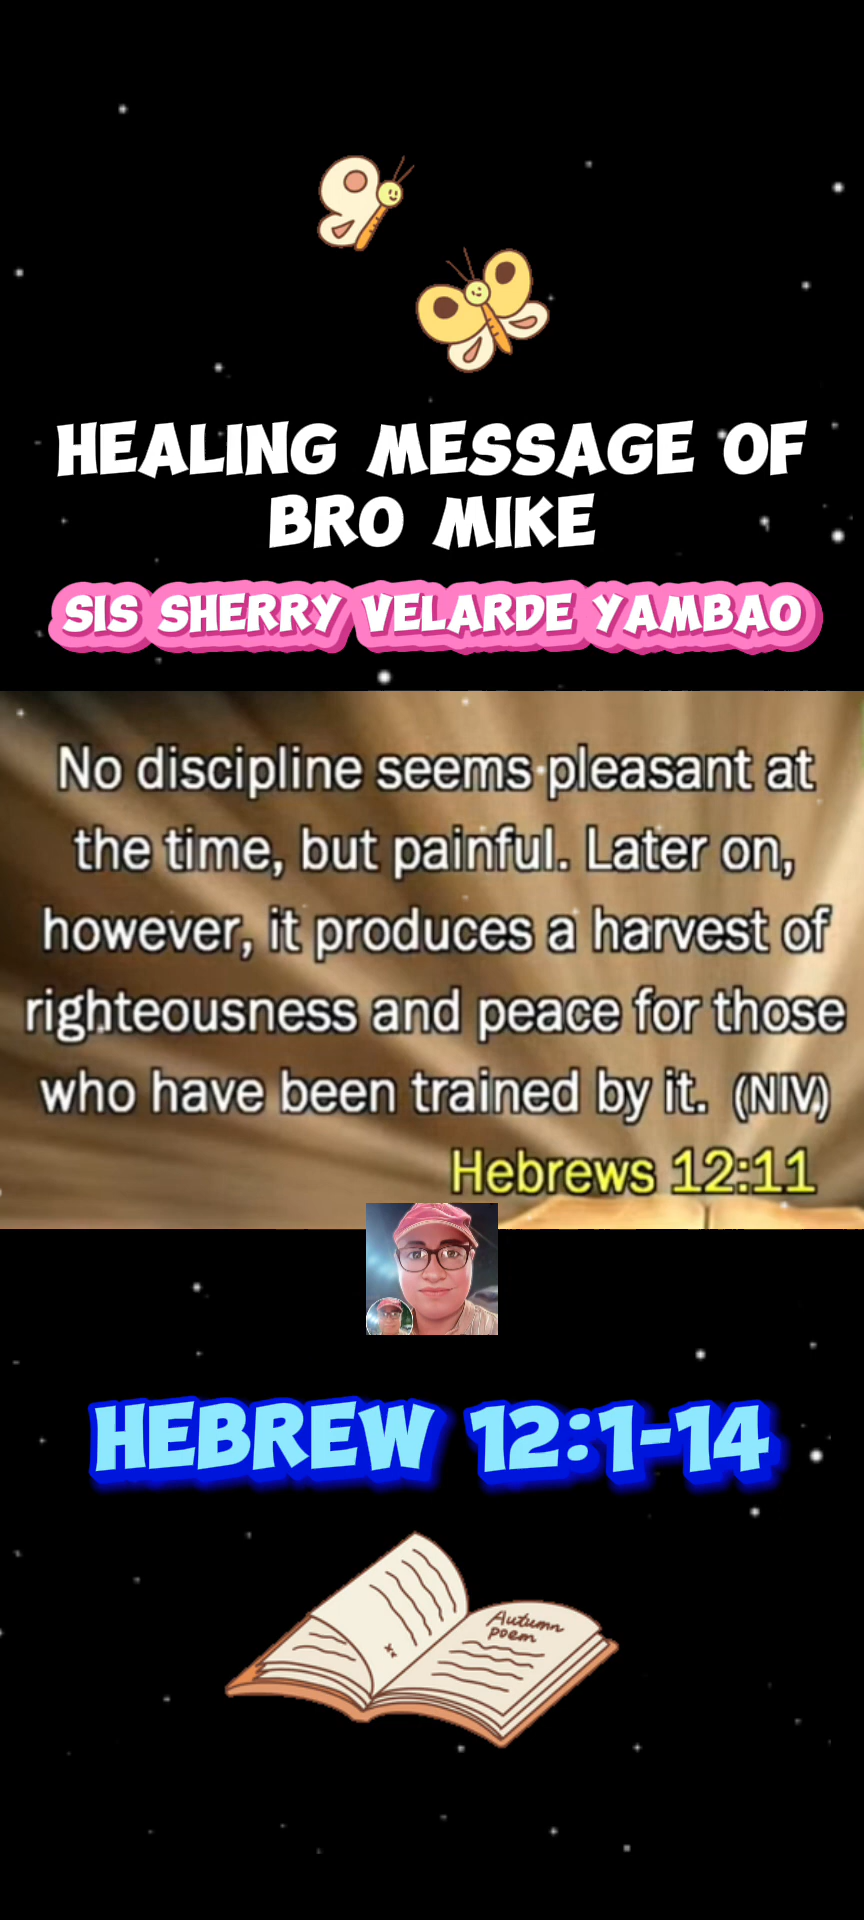 HEALING MESSAGE OF
BRO MIKE
SIS SHERRY VELARDE YAMBAO
No discipline seems pleasant at
the time, but painful. Later on,
however, it produces a harvest of
righteousness and peace for those
who have been trained by it. (NIV)
Hebrews 12:11
HEBREW 12:1-14
Autumn
poem